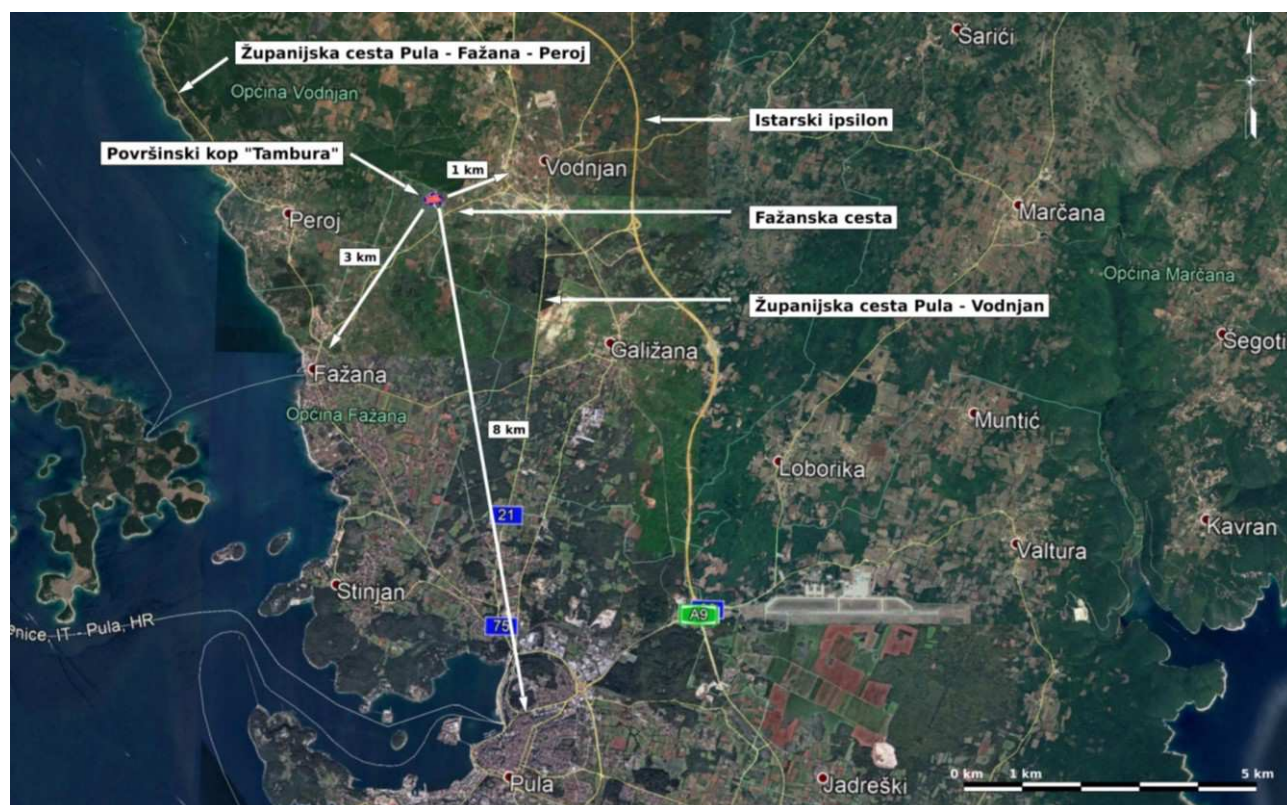 Šarići
N
Županijska cesta Pula - Fažana - Peroj
Općina Vodnjan
Istarski ipsilon
Površinski kop "Tambura"
1 km
Vodnjan
Peroj
Fažanska cesta
Marčana
3 km
Općina Marčana
Županijska cesta Pula - Vodnjan
Galižana
Šegoti
Fažana
Općina Fažana
8 km
Muntić
Loborika
21
Kavran
Valtura
Štinjan
A9
75
enice, IT - Pula, HR
0 km 1 km 5 km
Pula
Jadreški